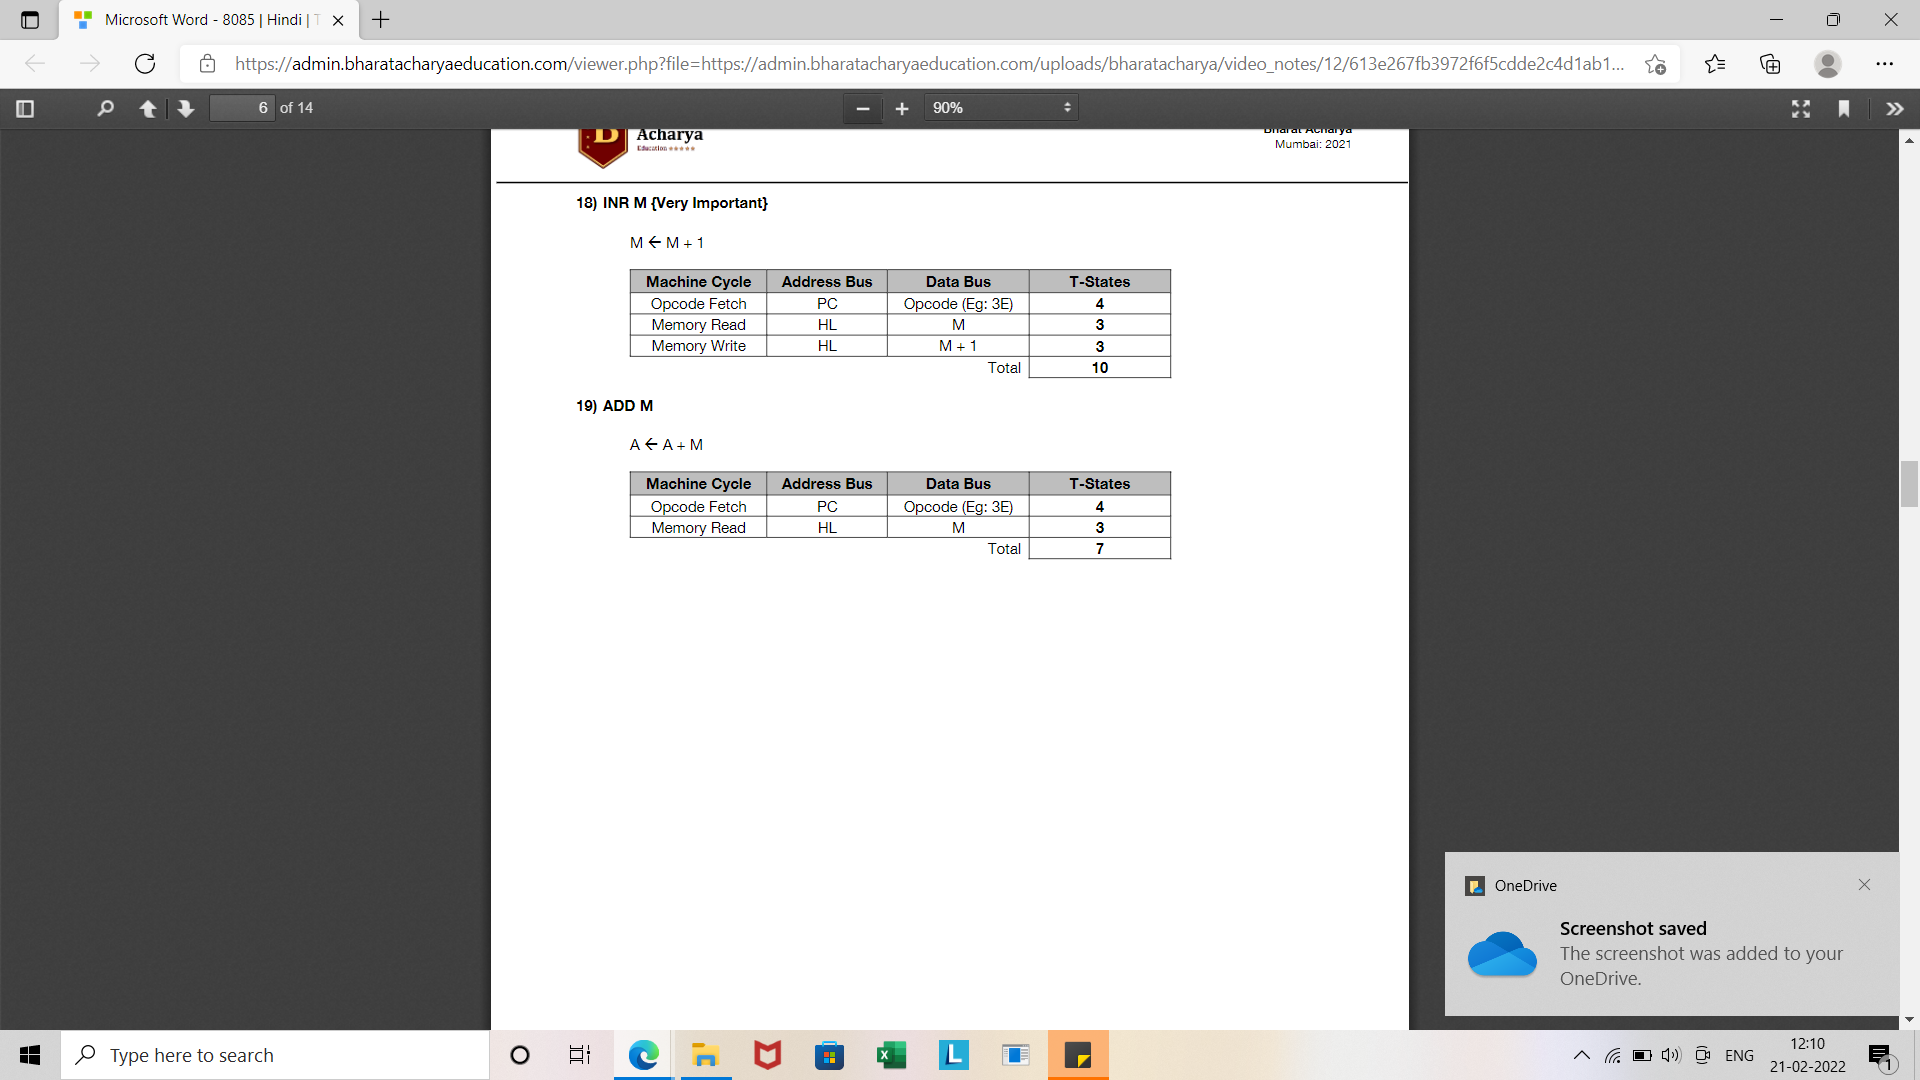 Microsoft Word - 8085 | Hindi |
https://admin.bharatacharyaeducation.com/viewer.php?file=https://admin.bharatacharyaeducation.com/uploads/bharatacharya/video_notes/12/613e267fb3972f6f5cdde2c4d1ab1...
6 of 14
90%
Acharya
Education
Bharat Acharya
Mumbai: 2021
18) INR M {Very Important}
M ← M + 1
Machine Cycle Address Bus Data Bus T-States
Opcode Fetch PC Opcode (Eg: 3E) 4
Memory Read HL M 3
Memory Write HL M + 1 3
Total 10
19) ADD M
A ← A + M
Machine Cycle Address Bus Data Bus T-States
Opcode Fetch PC Opcode (Eg: 3E) 4
Memory Read HL M 3
Total 7
OneDrive
Screenshot saved
The screenshot was added to your
OneDrive.
Type here to search
ENG
12:10
21-02-2022
1